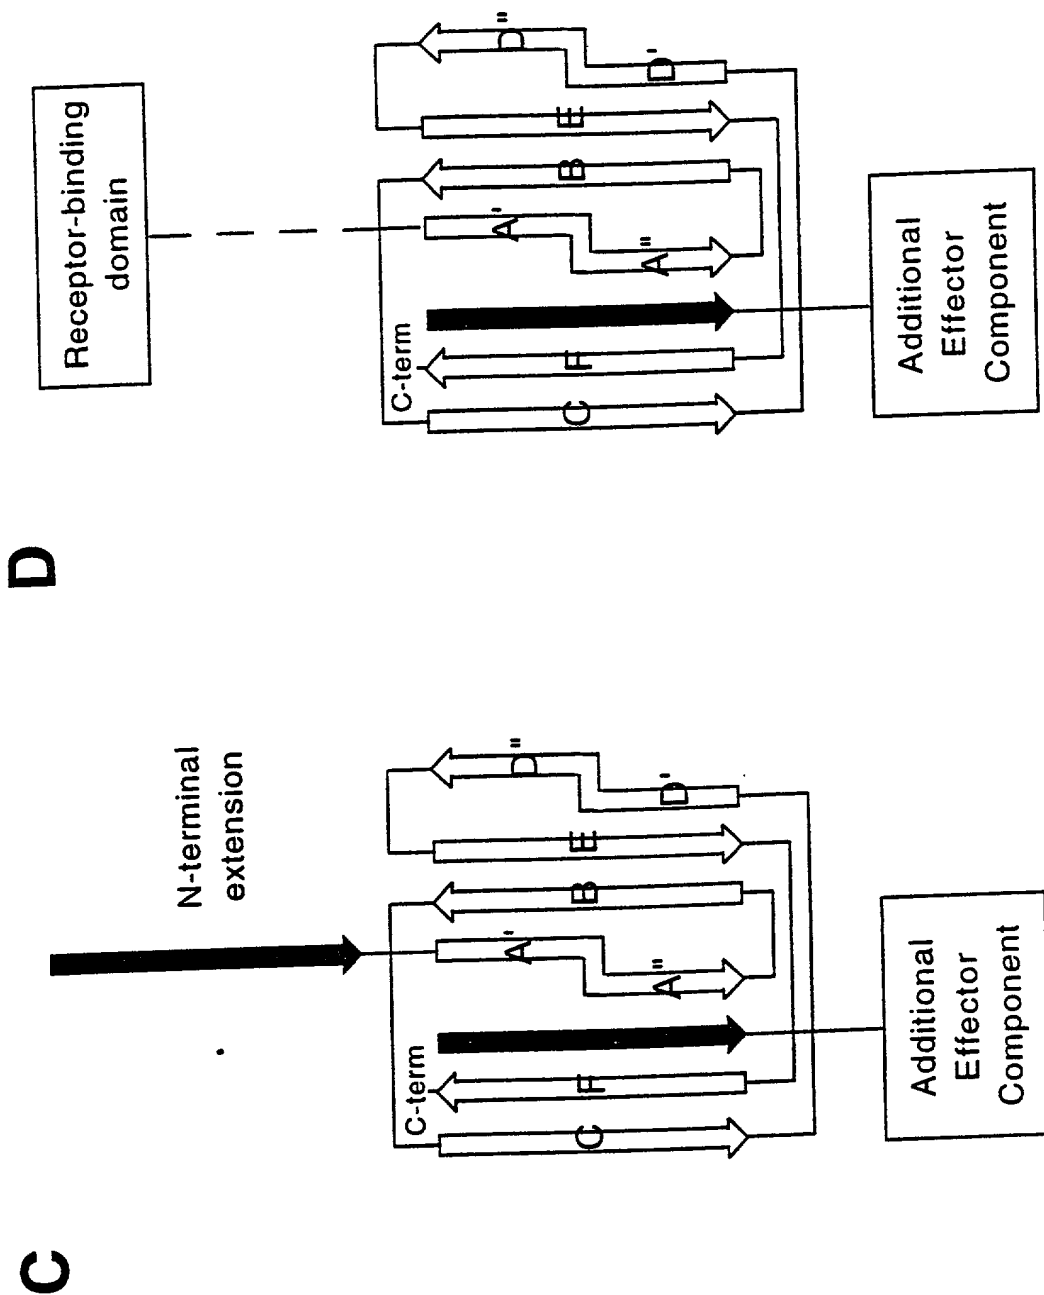 C
N-terminal
extension
C-term
C
F
A'
A"
B
E
D'
D"
Additional
Effector
Component
D
Receptor-binding
domain
C-term
C
F
A'
A"
B
E
D'
D"
Additional
Effector
Component